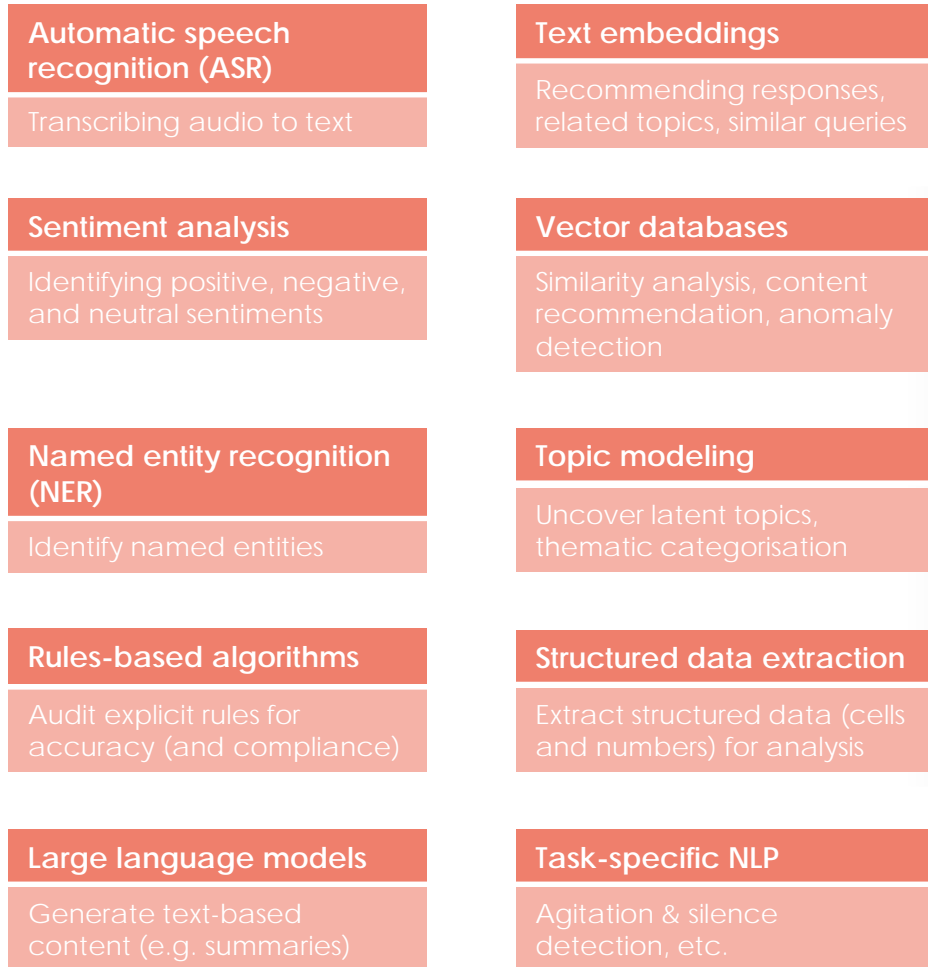 Automatic speech
recognition (ASR)
Transcribing audio to text
Text embeddings
Recommending responses,
related topics, similar queries
Sentiment analysis
Identifying positive, negative,
and neutral sentiments
Vector databases
Similarity analysis, content
recommendation, anomaly
detection
Named entity recognition
(NER)
Identify named entities
Topic modeling
Uncover latent topics,
thematic categorisation
Rules-based algorithms
Audit explicit rules for
accuracy (and compliance)
Structured data extraction
Extract structured data (cells
and numbers) for analysis
Large language models
Generate text-based
content (e.g. summaries)
Task-specific NLP
Agitation & silence
detection, etc.